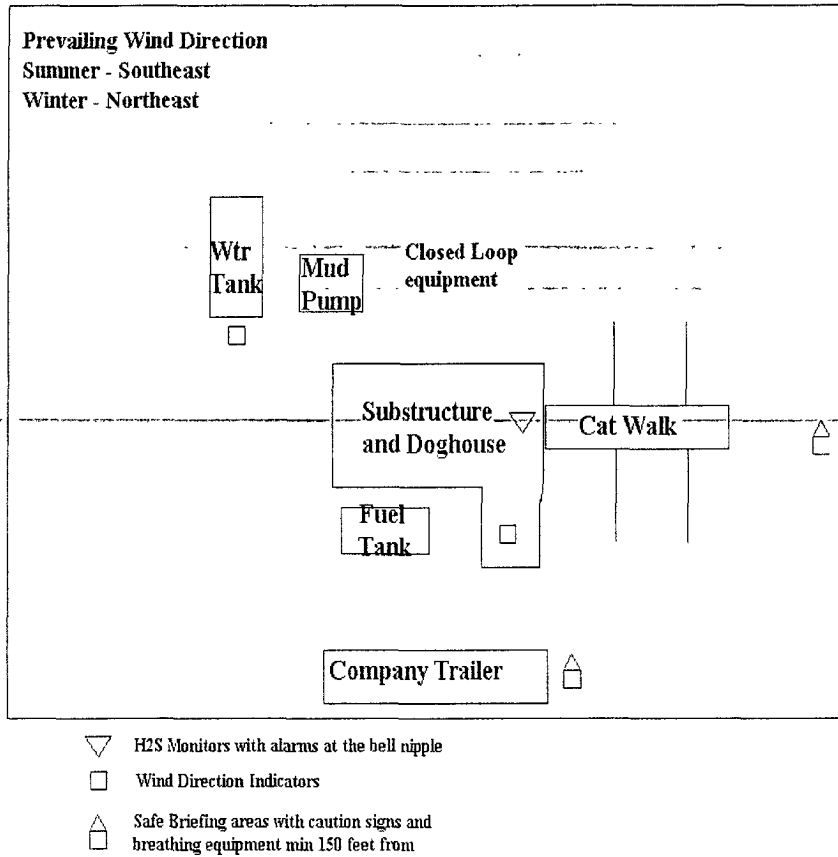 Prevailing Wind Direction
Summer - Southeast
Winter - Northeast
Wtr
Tank
Mud
Pump
Closed Loop
equipment
Substructure
and Doghouse
Cat Walk
Fuel
Tank
Company Trailer
H2S Monitors with alarms at the bell nipple
Wind Direction Indicators
Safe Briefing areas with caution signs and
breathing equipment min 150 feet from